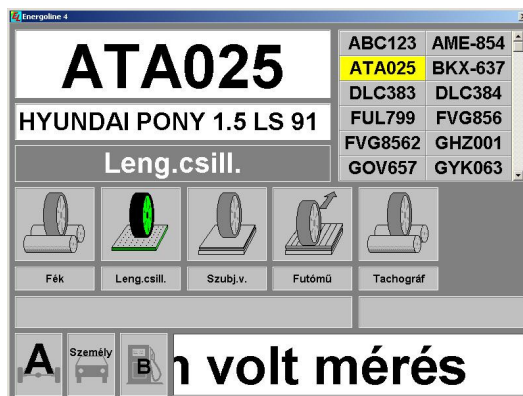 Energoline 4
ATA025
HYUNDAI PONY 1.5 LS 91
Leng.csill.
ABC123 AME-854
ATA025 BKX-637
DLC383 DLC384
FUL799 FVG856
FVG8562 GHZ001
GOV657 GYK063
Fék Leng.csill. Szubj.v. Futómű Tachográf
A Személy B volt mérés